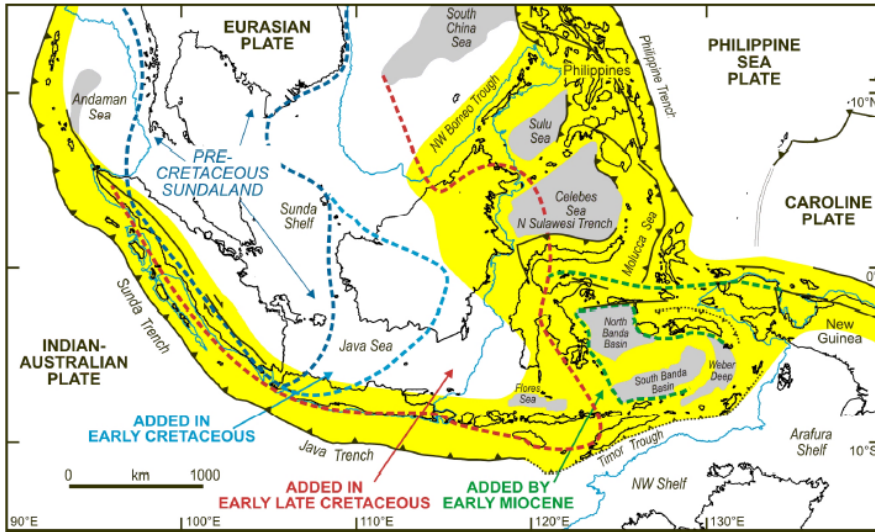 EURASIAN
PLATE
South
China
Sea
PHILIPPINE
SEA
PLATE
Philippine Trench
Philippines
10°N
Andaman
Sea
NW Borneo Trough
Sulu
Sea
PRE-
CRETACEOUS
SUNDALAND
Sunda
Shelf
Celbes
Sea
N Sulawesi Trench
Molucca Sea
CAROLINE
PLATE
0°
Sunda Trench
INDIAN-
AUSTRALIAN
PLATE
Java Sea
North
Banda
Basin
New
Guinea
Weber
Deep
South Banda
Basin
Flores
Sea
ADDED IN
EARLY CRETACEOUS
Java Trench
Timor Trough
Arafura
Shelf
10°S
0
km
1000
ADDED IN
EARLY LATE CRETACEOUS
ADDED BY
EARLY MIOCENE
NW Shelf
90°E
100°E
110°E
120°E
130°E